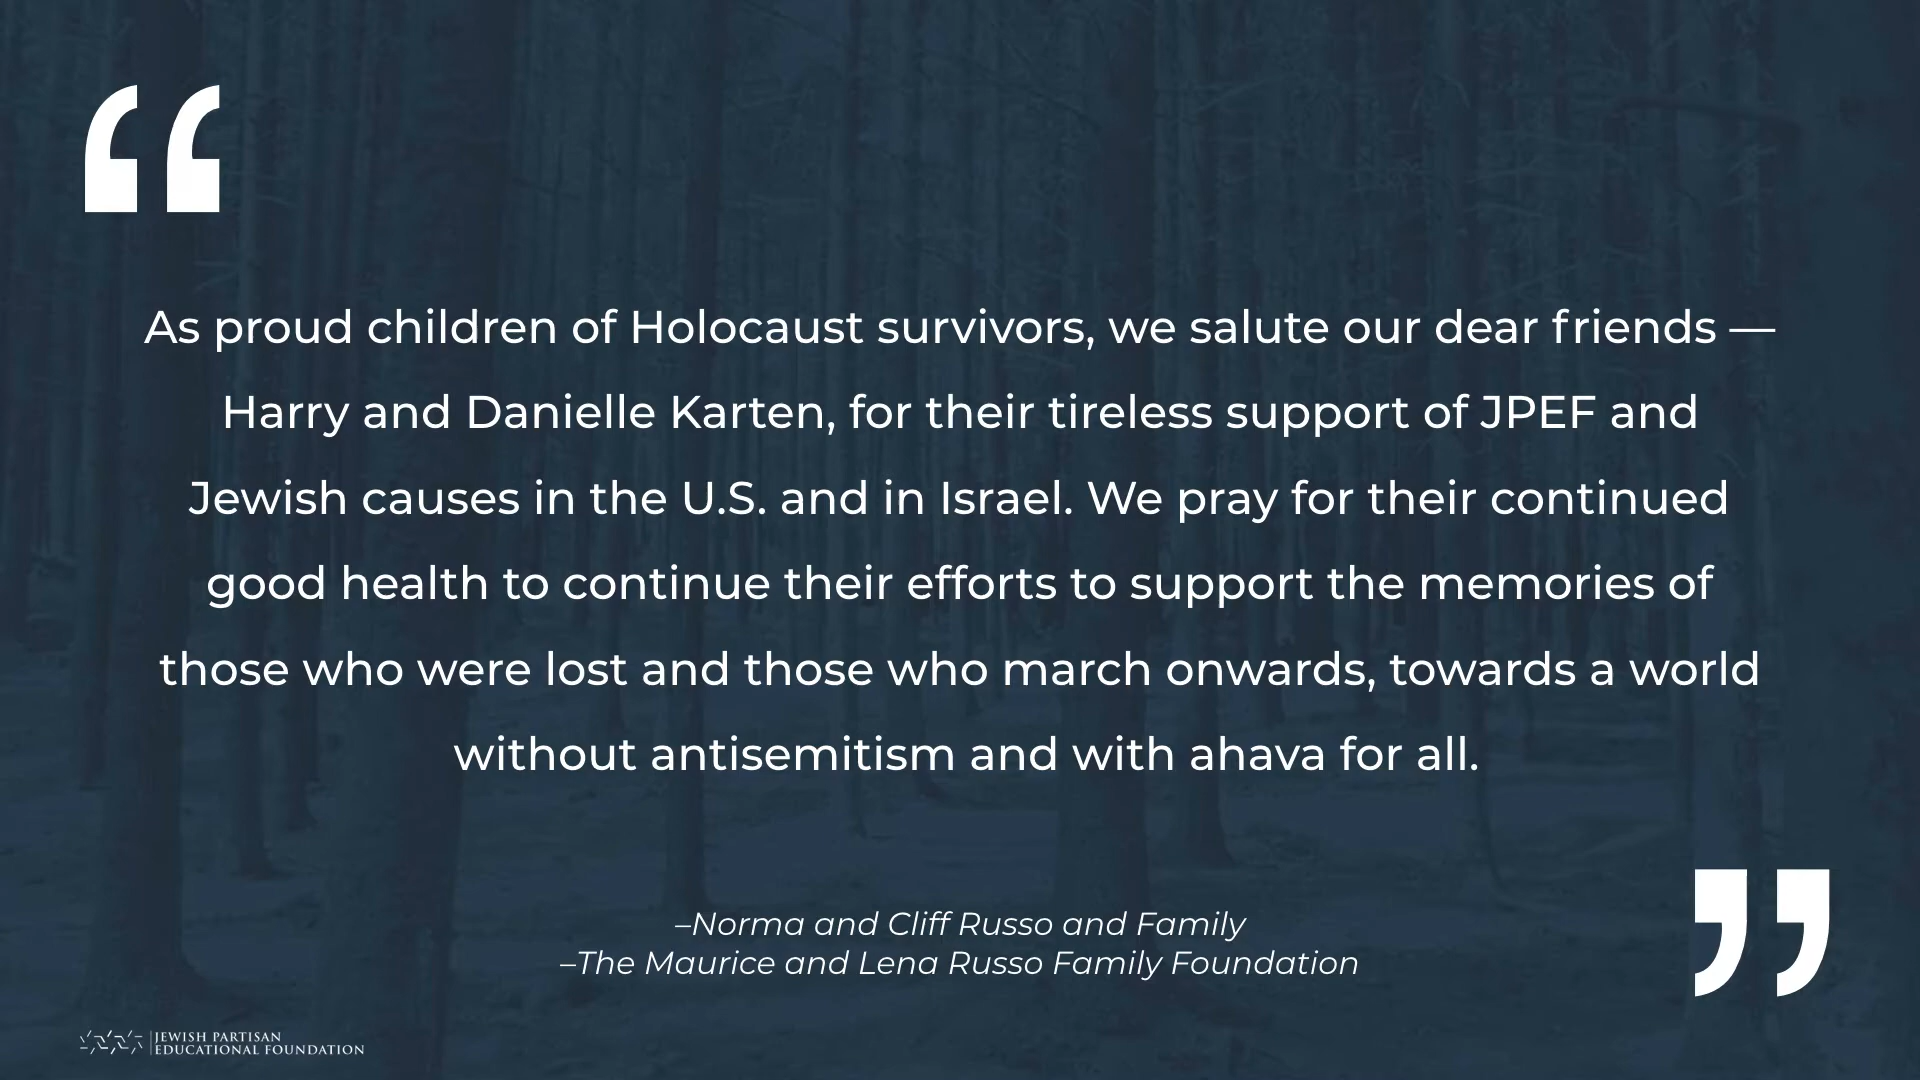 “
As proud children of Holocaust survivors, we salute our dear friends —
Harry and Danielle Karten, for their tireless support of JPEF and
Jewish causes in the U.S. and in Israel. We pray for their continued
good health to continue their efforts to support the memories of
those who were lost and those who march onwards, towards a world
without antisemitism and with ahava for all.
”
–Norma and Cliff Russo and Family
–The Maurice and Lena Russo Family Foundation
JEWISH PARTISAN
EDUCATIONAL FOUNDATION